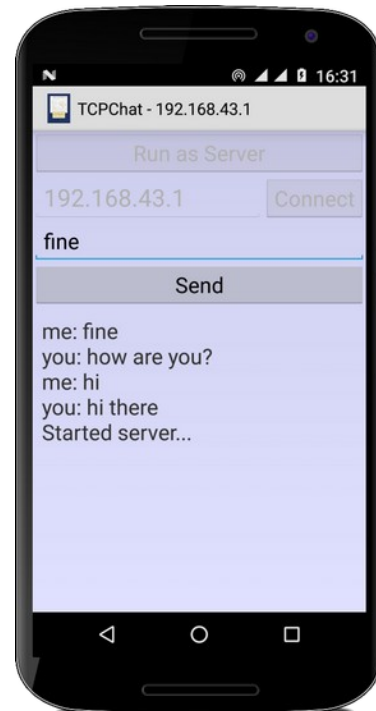 16:31
TCPChat - 192.168.43.1
Run as Server
192.168.43.1 Connect
fine
Send
me: fine
you: how are you?
me: hi
you: hi there
Started server...